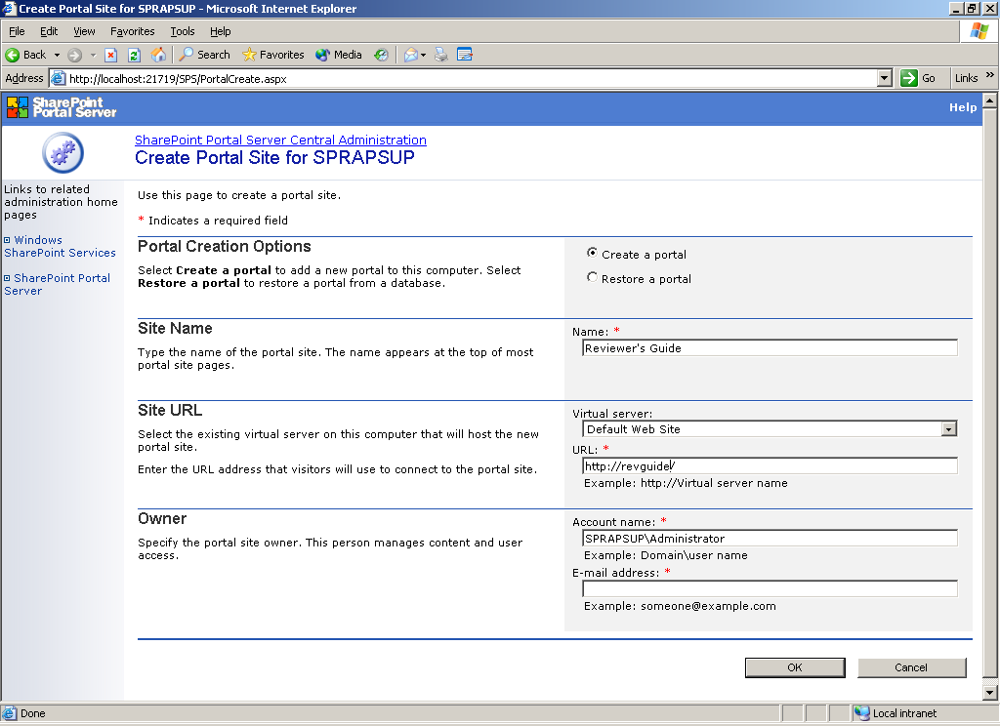 Create Portal Site for SPRAPSUP - Microsoft Internet Explorer
File Edit View Favorites Tools Help
Back Search Favorites Media
Address http://localhost:21719/SPS/PortalCreate.aspx Go Links »
SharePoint
Portal Server
Help
SharePoint Portal Server Central Administration
Create Portal Site for SPRAPSUP
Links to related
administration home
pages
Windows
SharePoint Services
SharePoint Portal
Server
Use this page to create a portal site.
* Indicates a required field
Portal Creation Options
Select Create a portal to add a new portal to this computer. Select
Restore a portal to restore a portal from a database.
Create a portal
Restore a portal
Site Name
Type the name of the portal site. The name appears at the top of most
portal site pages.
Name: *
Reviewer's Guide
Site URL
Select the existing virtual server on this computer that will host the new
portal site.
Enter the URL address that visitors will use to connect to the portal site.
Virtual server:
Default Web Site
URL: *
http://revguide/
Example: http://Virtual server name
Owner
Specify the portal site owner. This person manages content and user
access.
Account name: *
SPRAPSUP\Administrator
Example: Domain\user name
E-mail address: *
Example: someone@example.com
OK Cancel
Done Local intranet